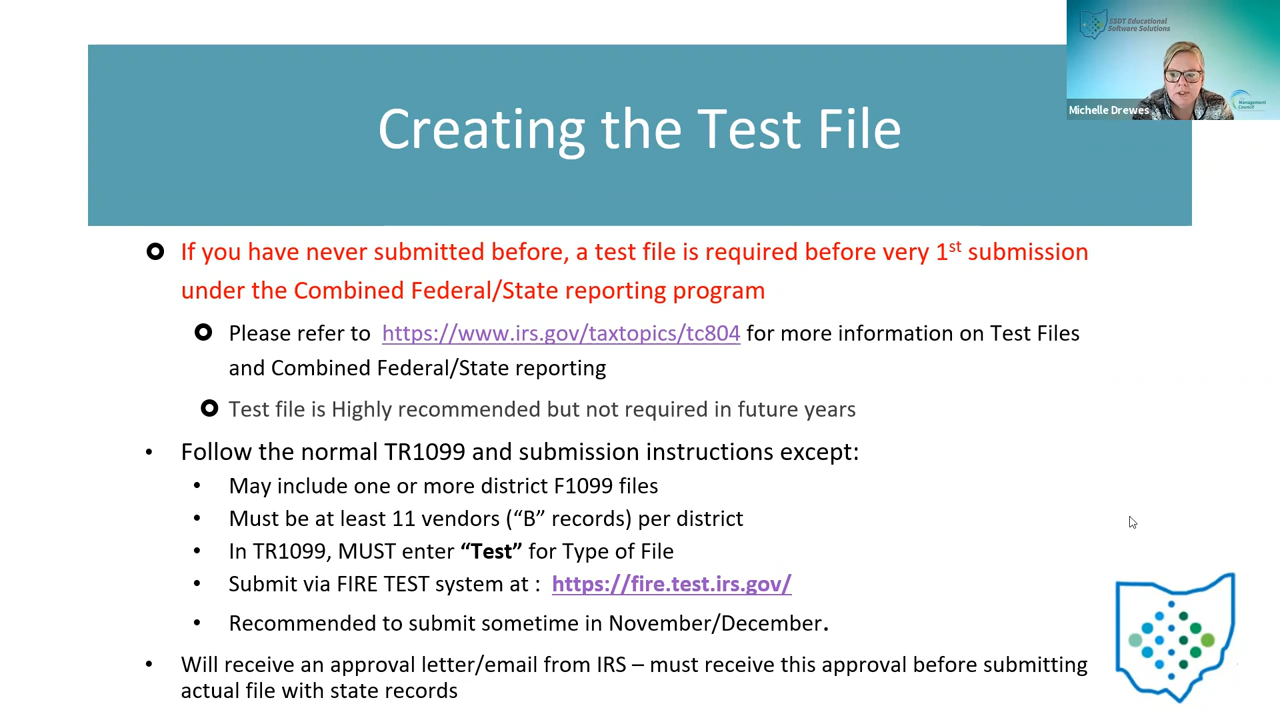 SSDT Educational
Software Solutions
Michelle Drewes
Management
Council
Creating the Test File
If you have never submitted before, a test file is required before very 1st submission
under the Combined Federal/State reporting program
Please refer to https://www.irs.gov/taxtopics/tc804 for more information on Test Files
and Combined Federal/State reporting
Test file is Highly recommended but not required in future years
• Follow the normal TR1099 and submission instructions except:
• May include one or more district F1099 files
• Must be at least 11 vendors (“B” records) per district
• In TR1099, MUST enter “Test” for Type of File
• Submit via FIRE TEST system at : https://fire.test.irs.gov/
• Recommended to submit sometime in November/December.
• Will receive an approval letter/email from IRS – must receive this approval before submitting
actual file with state records